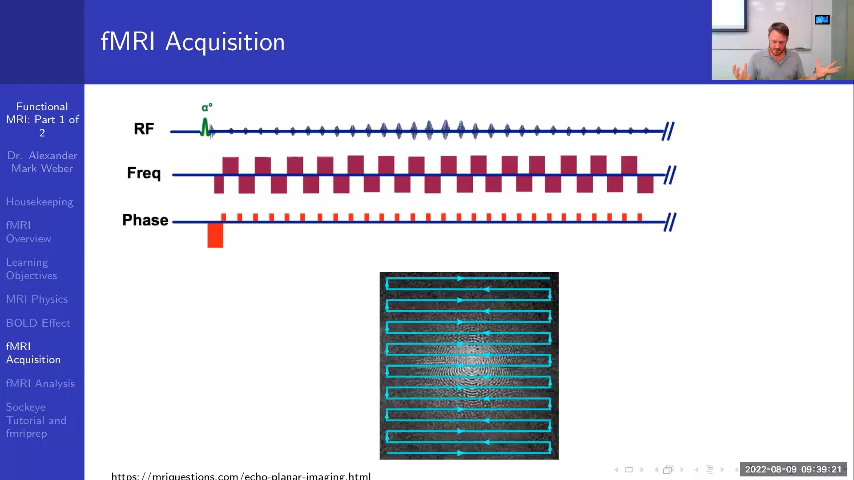 fMRI Acquisition
Functional
MRI: Part 1 of
2
Dr. Alexander
Mark Weber
Housekeeping
fMRI
Overview
Learning
Objectives
MRI Physics
BOLD Effect
fMRI
Acquisition
fMRI Analysis
Sockeye
Tutorial and
fmriprep
α°
RF
Freq
Phase
https://mriquestions.com/echo-planar-imaging.html
2022-08-09 09:39:21